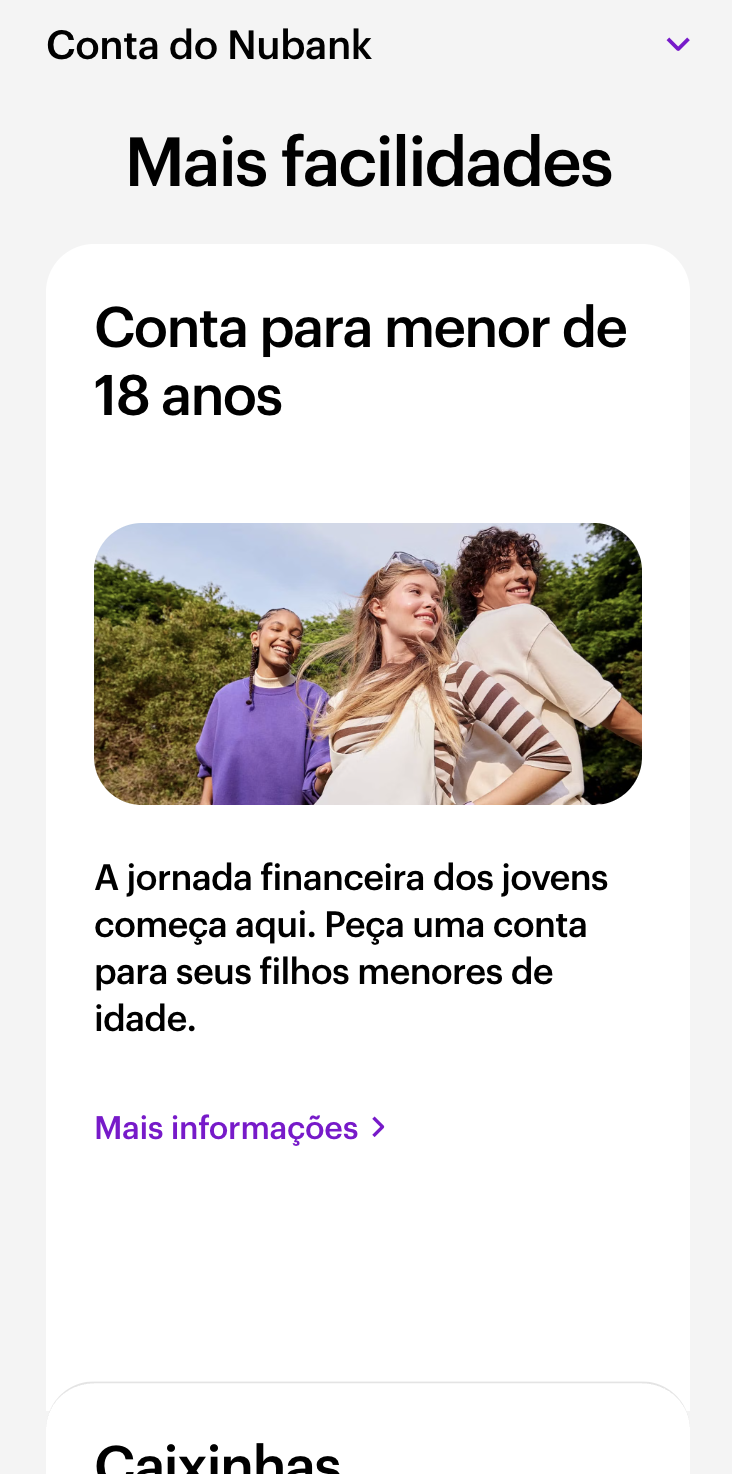 Conta do Nubank
Mais facilidades
Conta para menor de
18 anos
A jornada financeira dos jovens
começa aqui. Peça uma conta
para seus filhos menores de
idade.
Mais informações
Caixinhas